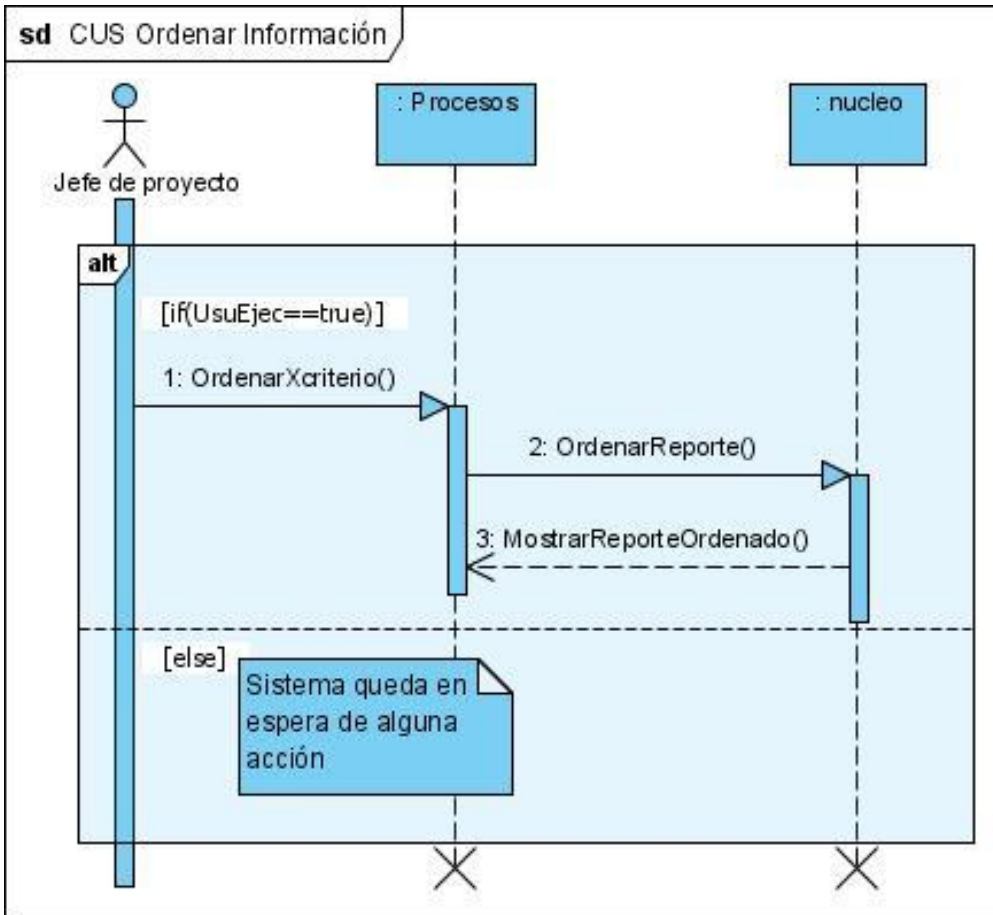 sd CUS Ordenar Información
: Procesos
: nucleo
Jefe de proyecto
alt
[if(UsuEjec==true)]
1: OrdenarXcriterio()
2: OrdenarReporte()
3: MostrarReporteOrdenado()
[else]
Sistema queda en
espera de alguna
acción